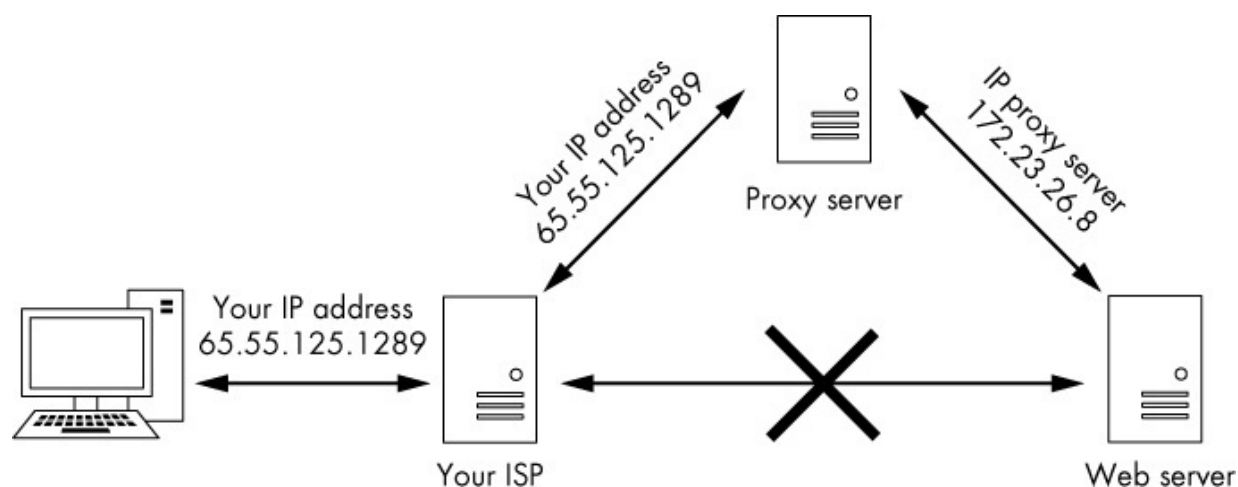 Your IP address
65.55.125.1289
IP proxy server
172.23.26.8
Proxy server
Your IP address
65.55.125.1289
Your ISP
Web server